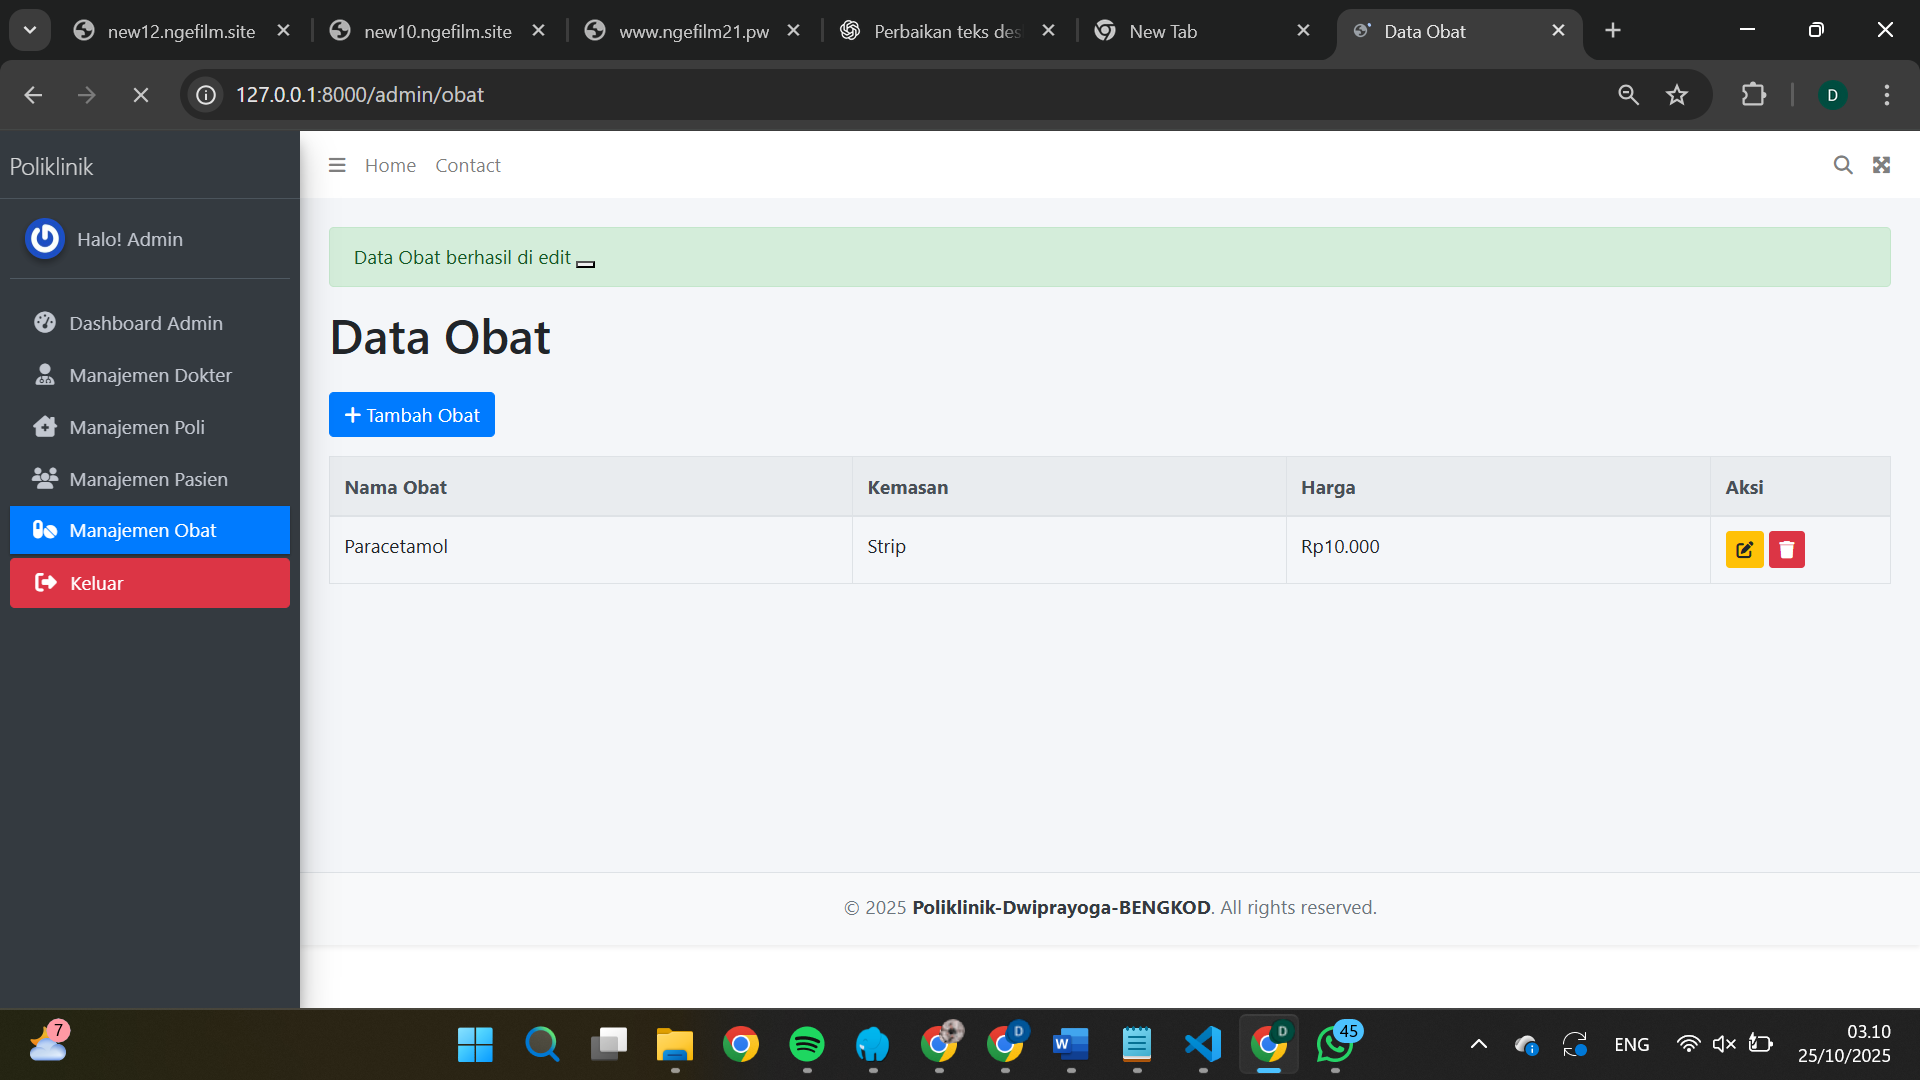 new12.ngefilm.site
new10.ngefilm.site
www.ngefilm21.pw
Perbaikan teks des
New Tab
Data Obat
127.0.0.1:8000/admin/obat
D
Poliklinik
Home
Contact
Halo! Admin
Data Obat berhasil di edit
Dashboard Admin
Manajemen Dokter
Manajemen Poli
Manajemen Pasien
Manajemen Obat
Keluar
Data Obat
Tambah Obat
Nama Obat
Kemasan
Harga
Aksi
Paracetamol
Strip
Rp10.000
© 2025 Poliklinik-Dwiprayoga-BENGKOD. All rights reserved.
7
D
W
D
45
ENG
03.10
25/10/2025